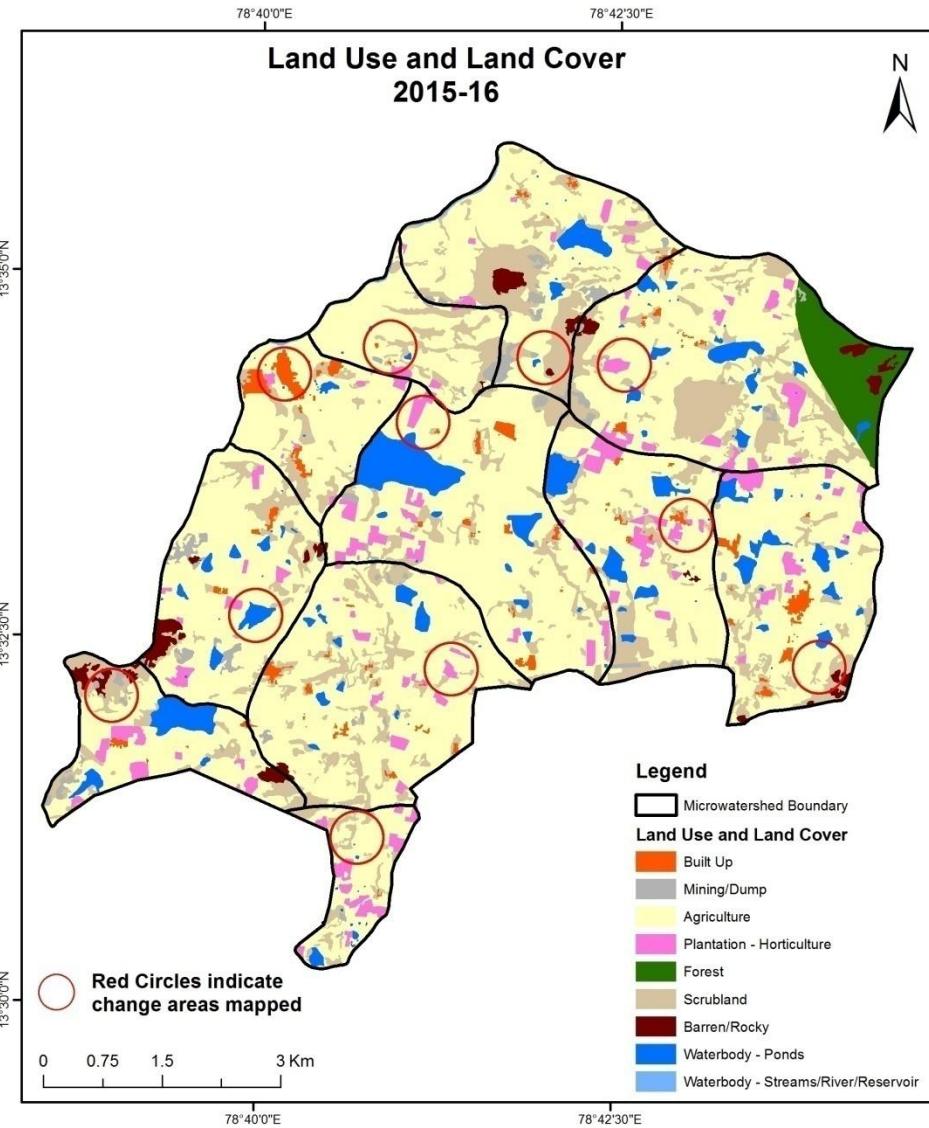 78°40'0"E
78°42'30"E
Land Use and Land Cover
2015-16
N
13°35'0"N
13°32'30"N
13°30'0"N
Legend
Microwatershed Boundary
Land Use and Land Cover
Built Up
Mining/Dump
Agriculture
Plantation - Horticulture
Forest
Scrubland
Barren/Rocky
Waterbody - Ponds
Waterbody - Streams/River/Reservoir
Red Circles indicate
change areas mapped
0 0.75 1.5 3 Km
78°40'0"E
78°42'30"E